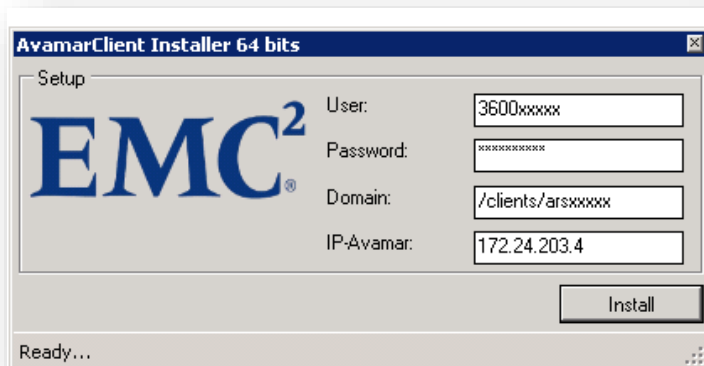 AvamarClient Installer 64 bits
Setup
EMC²®
User: 3600xxxxx
Password: xxxxxxxxxx
Domain: /clients/arsxxxxx
IP-Avamar: 172.24.203.4
Install
Ready...